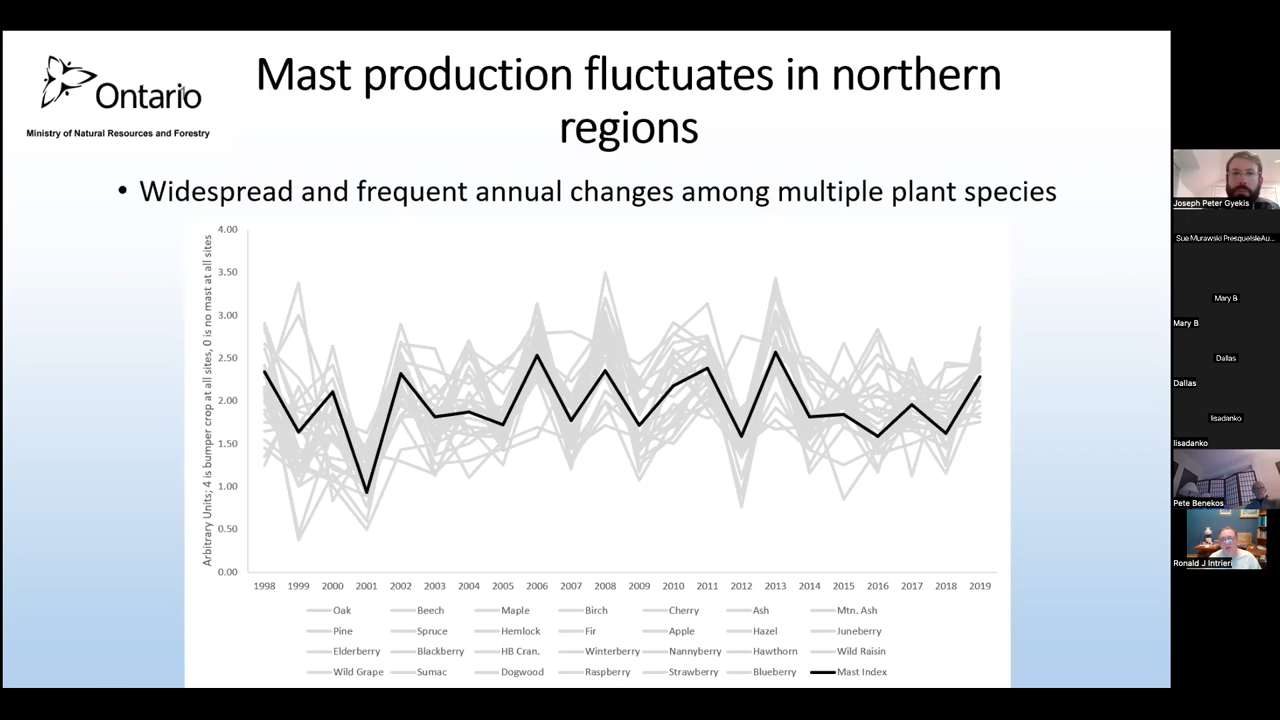 Ontario
Ministry of Natural Resources and Forestry
Mast production fluctuates in northern
regions
• Widespread and frequent annual changes among multiple plant species
Arbitrary Units; 4 is bumper crop at all sites, 0 is no mast at all sites
4.00
3.50
3.00
2.50
2.00
1.50
1.00
0.50
0.00
1998 1999 2000 2001 2002 2003 2004 2005 2006 2007 2008 2009 2010 2011 2012 2013 2014 2015 2016 2017 2018 2019
Oak Beech Maple Birch Cherry Ash Mtn. Ash
Pine Spruce Hemlock Fir Apple Hazel Juneberry
Elderberry Blackberry HB Cran. Winterberry Nannyberry Hawthorn Wild Raisin
Wild Grape Sumac Dogwood Raspberry Strawberry Blueberry Mast Index
Joseph Peter Gyekis
Sue Murawski PresqueIsleAu...
Mary B
Mary B
Dallas
Dallas
lisadanko
lisadanko
Pete Benekos
Ronald J Intrieri